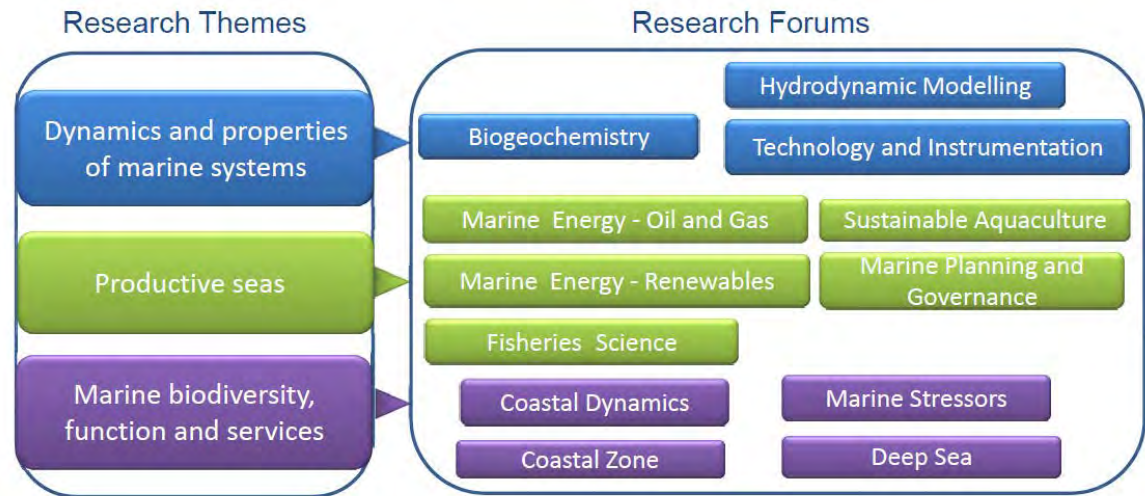 Research Themes
Research Forums
Dynamics and properties
of marine systems
Productive seas
Marine biodiversity,
function and services
Hydrodynamic Modelling
Biogeochemistry
Technology and Instrumentation
Marine Energy - Oil and Gas
Sustainable Aquaculture
Marine Energy - Renewables
Marine Planning and
Governance
Fisheries Science
Coastal Dynamics
Marine Stressors
Coastal Zone
Deep Sea